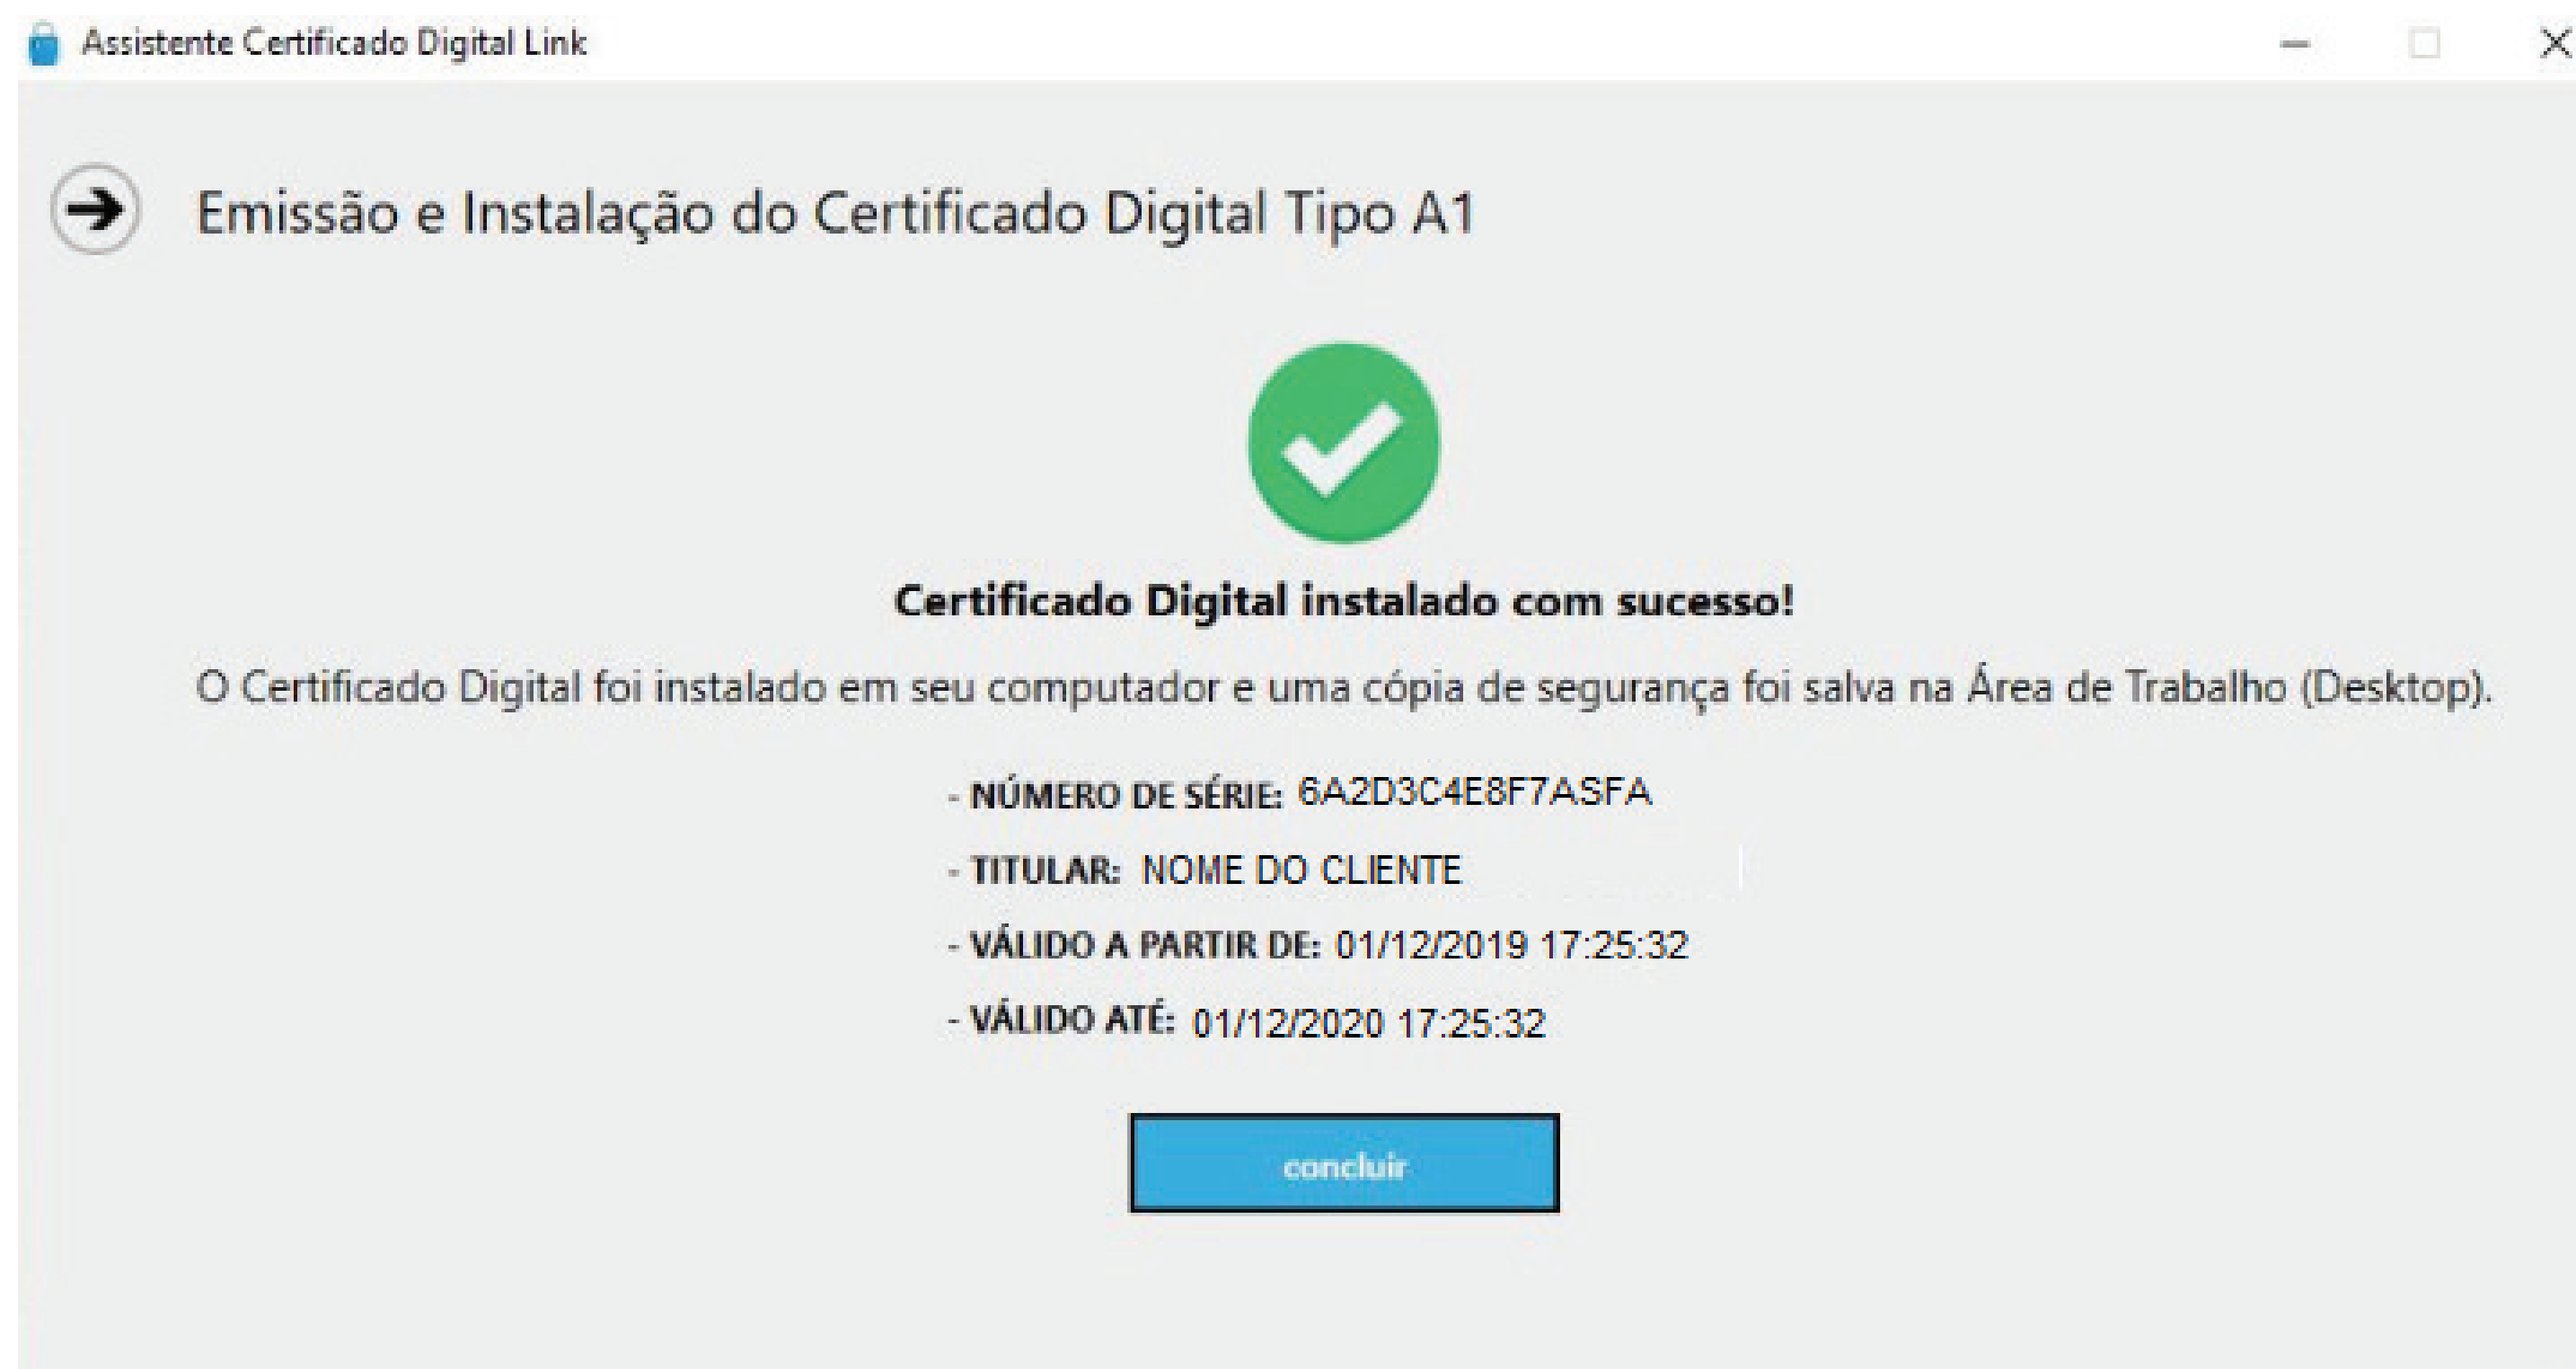 Assistente Certificado Digital Link
Emissão e Instalação do Certificado Digital Tipo A1
Certificado Digital instalado com sucesso!
O Certificado Digital foi instalado em seu computador e uma cópia de segurança foi salva na Área de Trabalho (Desktop).
- NÚMERO DE SÉRIE: 6A2D3C4E8F7ASFA
- TITULAR: NOME DO CLIENTE
- VÁLIDO A PARTIR DE: 01/12/2019 17:25:32
- VÁLIDO ATÉ: 01/12/2020 17:25:32
concluir